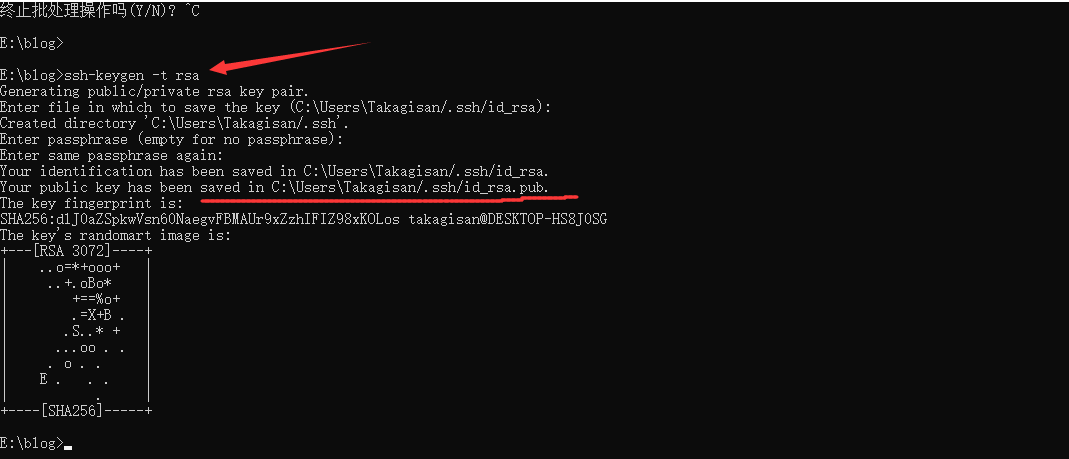 终止批处理操作吗(Y/N)? ^C
E:\blog>
E:\blog>ssh-keygen -t rsa
Generating public/private rsa key pair.
Enter file in which to save the key (C:\Users\Takagisan/.ssh/id_rsa):
Created directory 'C:\Users\Takagisan/.ssh'.
Enter passphrase (empty for no passphrase):
Enter same passphrase again:
Your identification has been saved in C:\Users\Takagisan/.ssh/id_rsa.
Your public key has been saved in C:\Users\Takagisan/.ssh/id_rsa.pub.
The key fingerprint is:
SHA256:d1J0aZSpkwVsn60NaegvFBMAUr9xZzhIFIZ98xKOLos takagisan@DESKTOP-HS8J0SG
The key's randomart image is:
+---[RSA 3072]----+
|    ..o=*+ooo+   |
|     ..+.oBo*    |
|        +==%o+   |
|        .=X+B .  |
|       .S..* +   |
|      ...oo . .  |
|     . o . .     |
|    E .   . .    |
|           .     |
+----[SHA256]-----+
E:\blog>